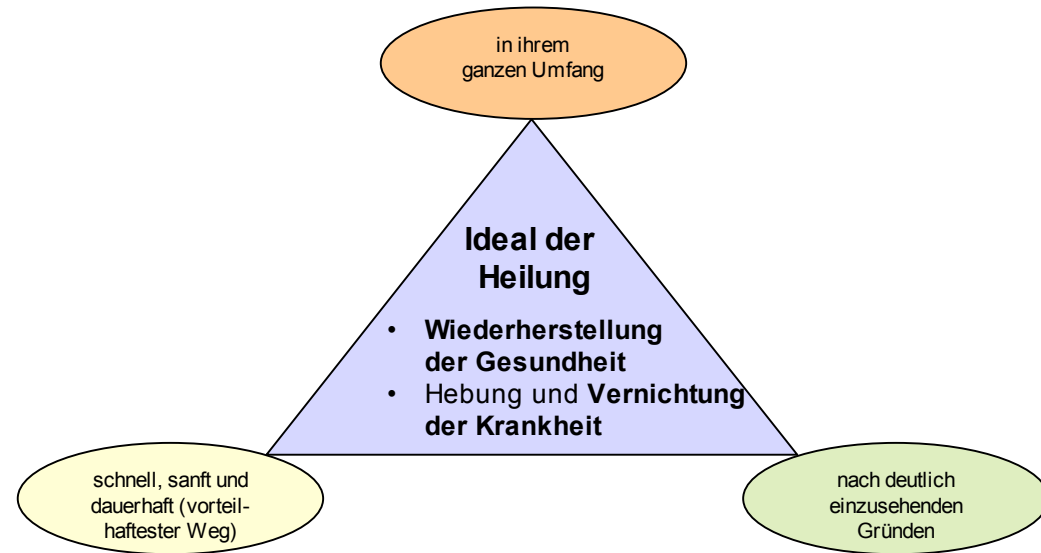 in ihrem
ganzen Umfang
Ideal der
Heilung
• Wiederherstellung
der Gesundheit
• Hebung und Vernichtung
der Krankheit
schnell, sanft und
dauerhaft (vorteil-
haftester Weg)
nach deutlich
einzusehenden
Gründen